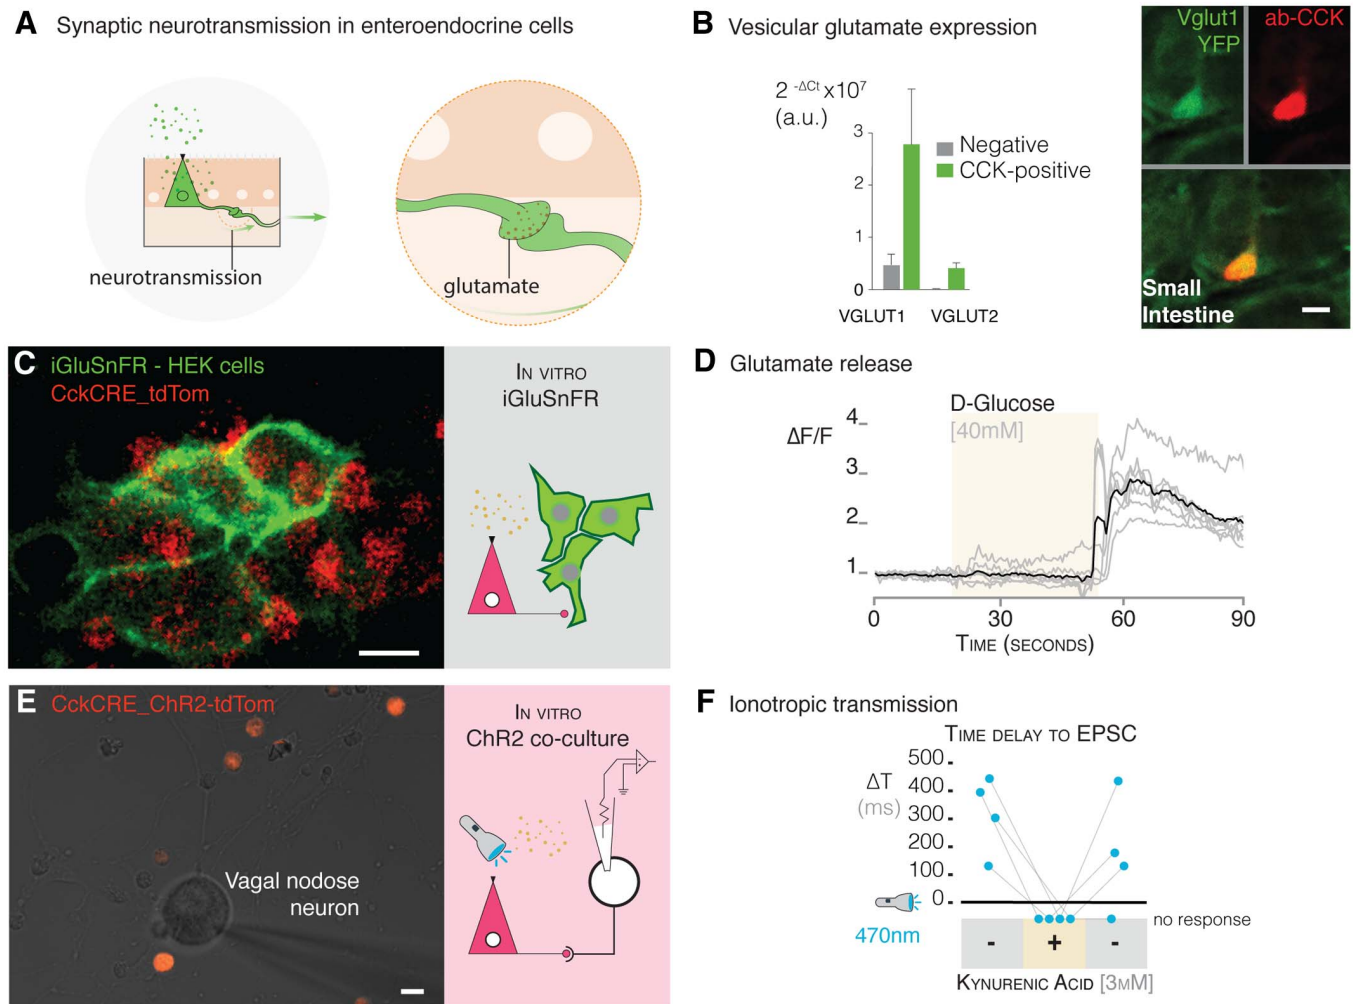 A Synaptic neurotransmission in enteroendocrine cells
neurotransmission
glutamate
B Vesicular glutamate expression
2 -ΔCt x10⁷
(a.u.)
3
2
1
0
Negative
CCK-positive
VGLUT1 VGLUT2
Vglut1
YFP
ab-CCK
Small
Intestine
C iGluSnFR - HEK cells
CckCRE_tdTom
IN VITRO
iGluSnFR
D Glutamate release
D-Glucose
[40mM]
ΔF/F
4
3
2
1
0 30 60 90
TIME (SECONDS)
E CckCRE_ChR2-tdTom
Vagal nodose
neuron
IN VITRO
ChR2 co-culture
F Ionotropic transmission
TIME DELAY TO EPSC
ΔT
(ms)
500
400
300
200
100
0
470nm
no response
- + -
KYNURENIC ACID [3MM]